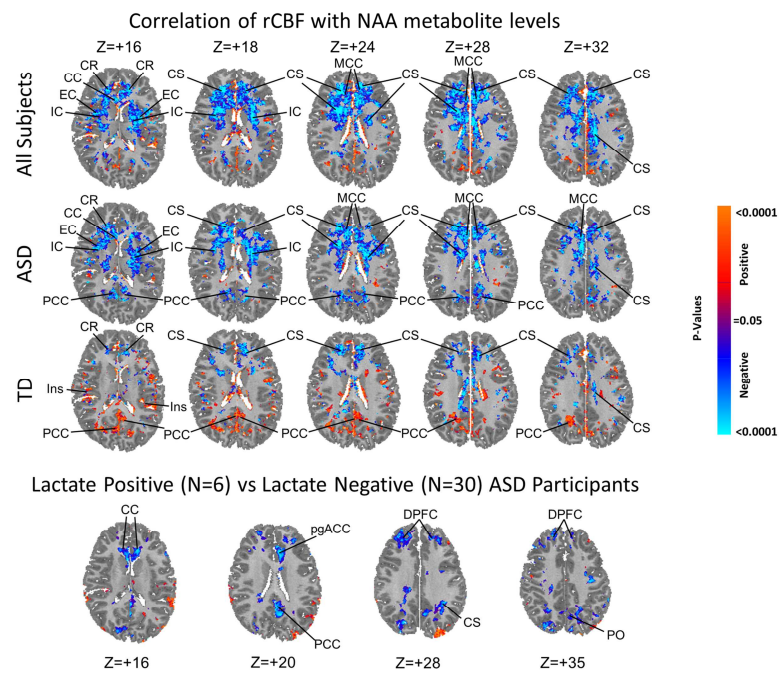 Correlation of rCBF with NAA metabolite levels
Z=+16 Z=+18 Z=+24 Z=+28 Z=+32
All Subjects
CR CR CS CS MCC MCC CS CS
CC
EC EC
IC IC IC
CS
ASD
CR CS CS MCC MCC CS MCC CS
CC
EC EC
IC IC IC
CS
PCC PCC PCC PCC PCC
TD
CR CR CS CS CS CS
Ins
Ins
CS
PCC PCC PCC PCC PCC
<0.0001
Positive
P-Values
=0.05
Negative
<0.0001
Lactate Positive (N=6) vs Lactate Negative (N=30) ASD Participants
CC pgACC DPFC DPFC
CS
PO
PCC
Z=+16 Z=+20 Z=+28 Z=+35